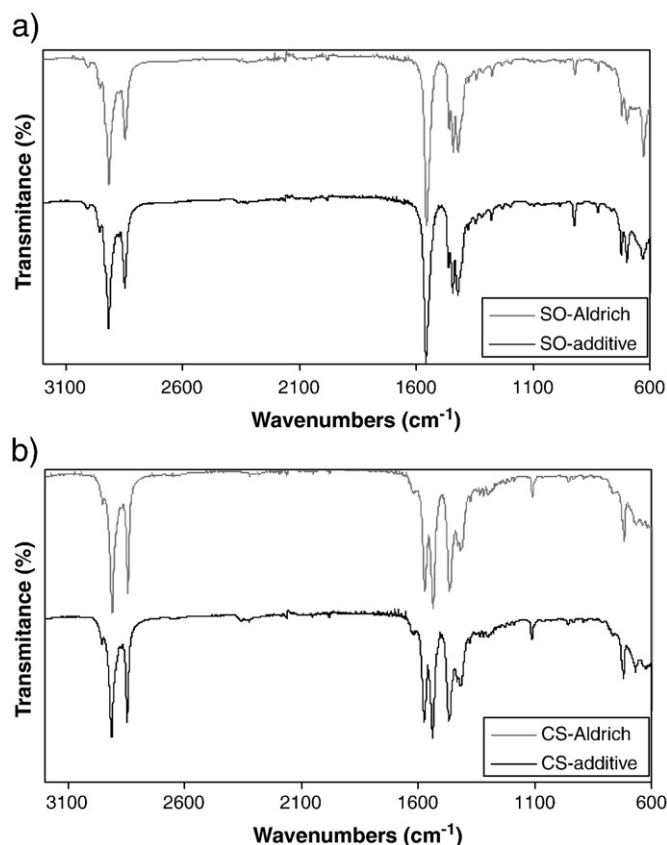 a)
Transmitance (%)
SO-Aldrich
SO-additive
3100 2600 2100 1600 1100 600
Wavenumbers (cm-1)
b)
Transmitance (%)
CS-Aldrich
CS-additive
3100 2600 2100 1600 1100 600
Wavenumbers (cm-1)